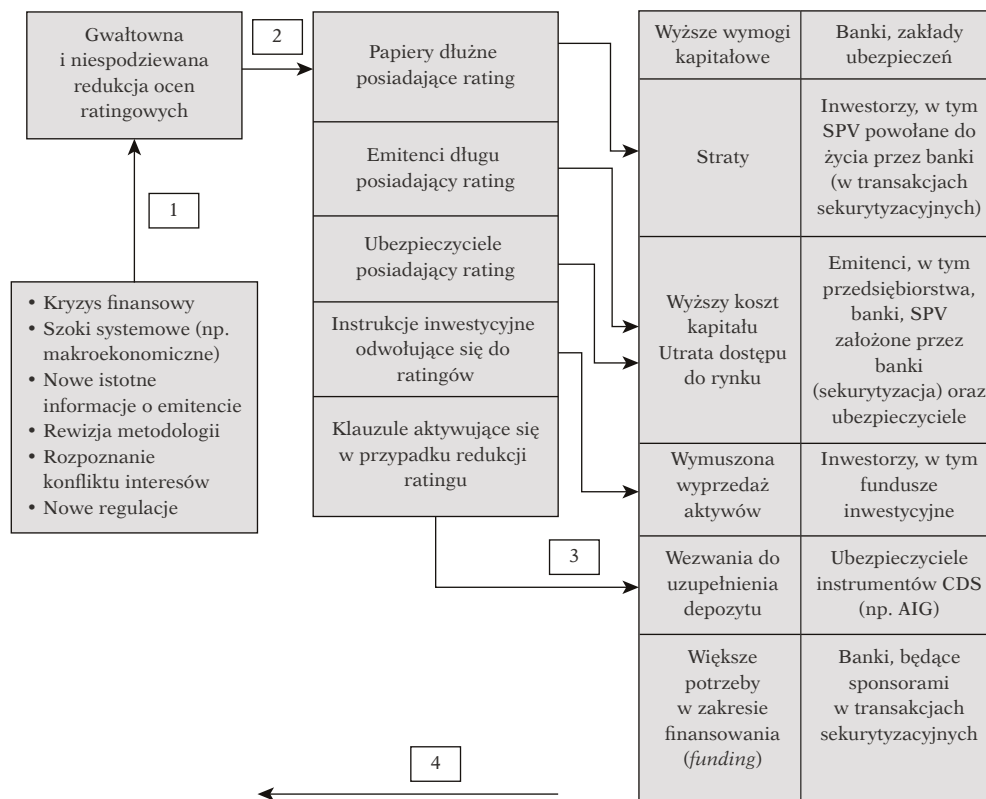 Gwałtowna
i niespodziewana
redukcja ocen
ratingowych
2
1
• Kryzys finansowy
• Szoki systemowe (np.
makroekonomiczne)
• Nowe istotne
informacje o emitencie
• Rewizja metodologii
• Rozpoznanie
konfliktu interesów
• Nowe regulacje
Papiery dłużne
posiadające rating
Emitenci długu
posiadający rating
Ubezpieczyciele
posiadający rating
Instrukcje inwestycyjne
odwołujące się do
ratingów
Klauzule aktywujące się
w przypadku redukcji
ratingu
3
Wyższe wymogi
kapitałowe
Banki, zakłady
ubezpieczeń
Straty
Inwestorzy, w tym
SPV powołane do
życia przez banki
(w transakcjach
sekurytyzacyjnych)
Wyższy koszt
kapitału
Utrata dostępu
do rynku
Emitenci, w tym
przedsiębiorstwa,
banki, SPV
założone przez
banki
(sekurytyzacja) oraz
ubezpieczyciele
Wymuszona
wyprzedaż
aktywów
Inwestorzy, w tym
fundusze
inwestycyjne
Wezwania do
uzupełnienia
depozytu
Ubezpieczyciele
instrumentów CDS
(np. AIG)
Większe
potrzeby
w zakresie
finansowania
(funding)
Banki, będące
sponsorami
w transakcjach
sekurytyzacyjnych
4